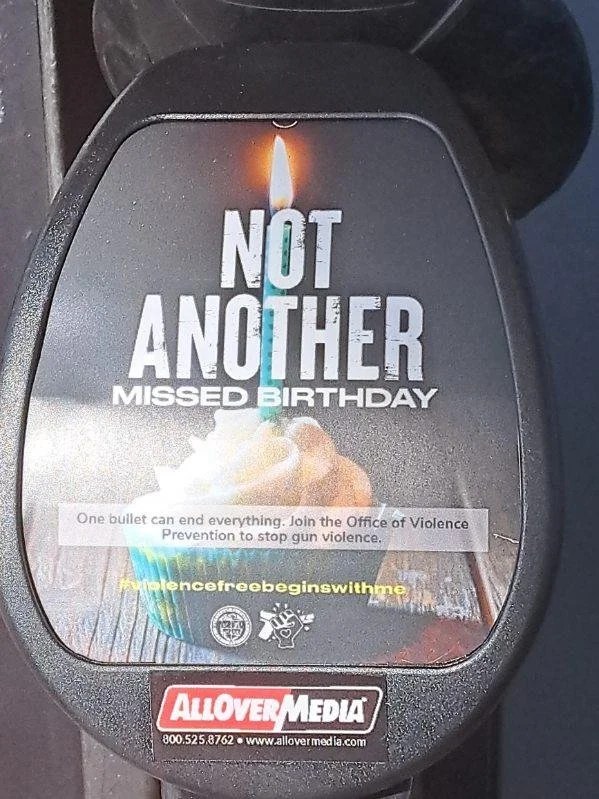 NOT
ANOTHER
MISSED BIRTHDAY
One bullet can end everything. Join the Office of Violence
Prevention to stop gun violence.
#violencefreebeginswithme
ALLOVERMEDIA
800.525.8762 • www.allovermedia.com